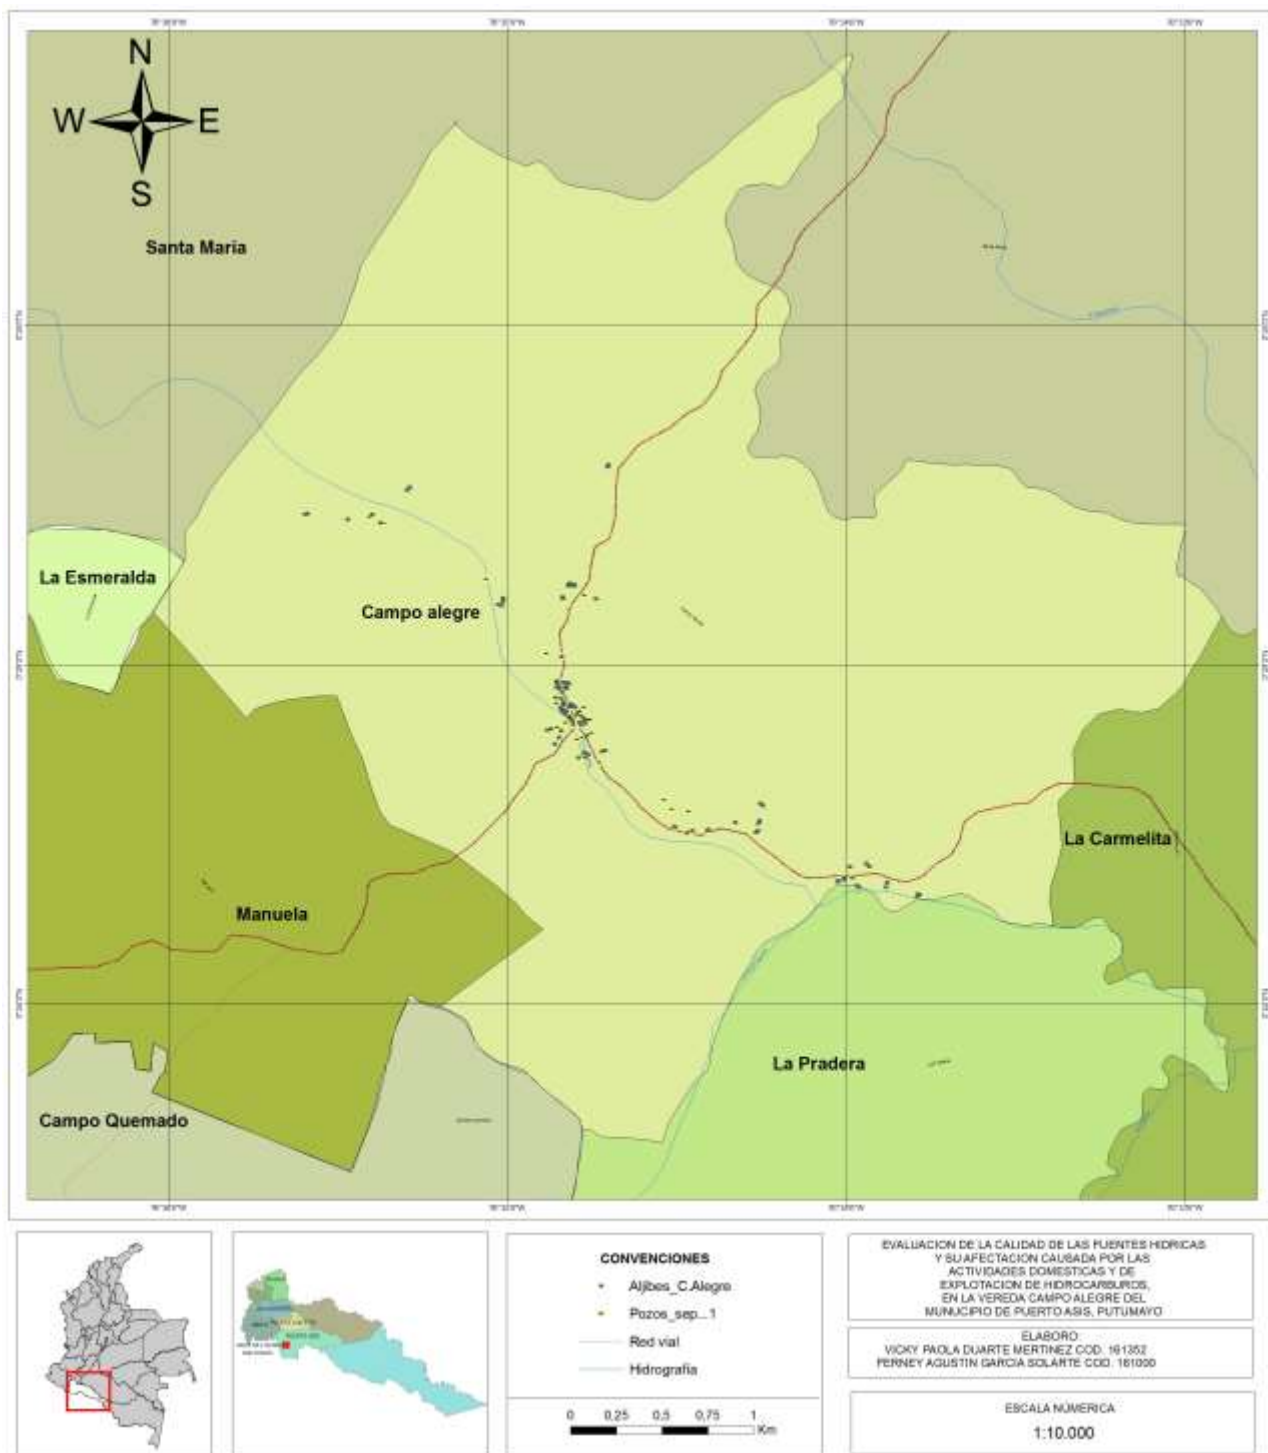 N
W E
S
Santa Maria
La Esmeralda
Campo alegre
La Carmelita
Manuela
La Pradera
Campo Quemado
CONVENCIONES
Aljibes_C.Alegre
Pozos_sep...1
Red vial
Hidrografia
0 0,25 0,5 0,75 1
Km
EVALUACION DE LA CALIDAD DE LAS FUENTES HIDRICAS
Y SU AFECTACION CAUSADA POR LAS
ACTIVIDADES DOMESTICAS Y DE
EXPLOTACION DE HIDROCARBUROS,
EN LA VEREDA CAMPO ALEGRE DEL
MUNUCIPIO DE PUERTO ASIS, PUTUMAYO
ELABORO:
VICKY PAOLA DUARTE MERTINEZ COD. 161352
FERNEY AGUSTIN GARCIA SOLARTE COD. 161000
ESCALA NÚMERICA
1:10.000